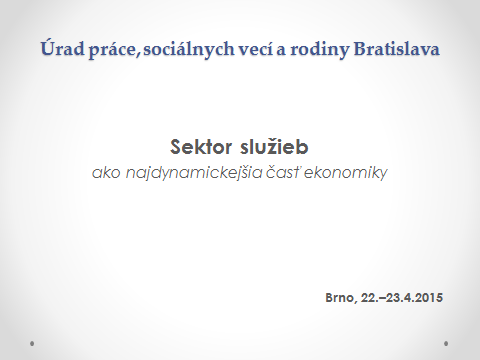 Úrad práce, sociálnych vecí a rodiny Bratislava
Sektor služieb
ako najdynamickejšia časť ekonomiky
Brno, 22.–23.4.2015